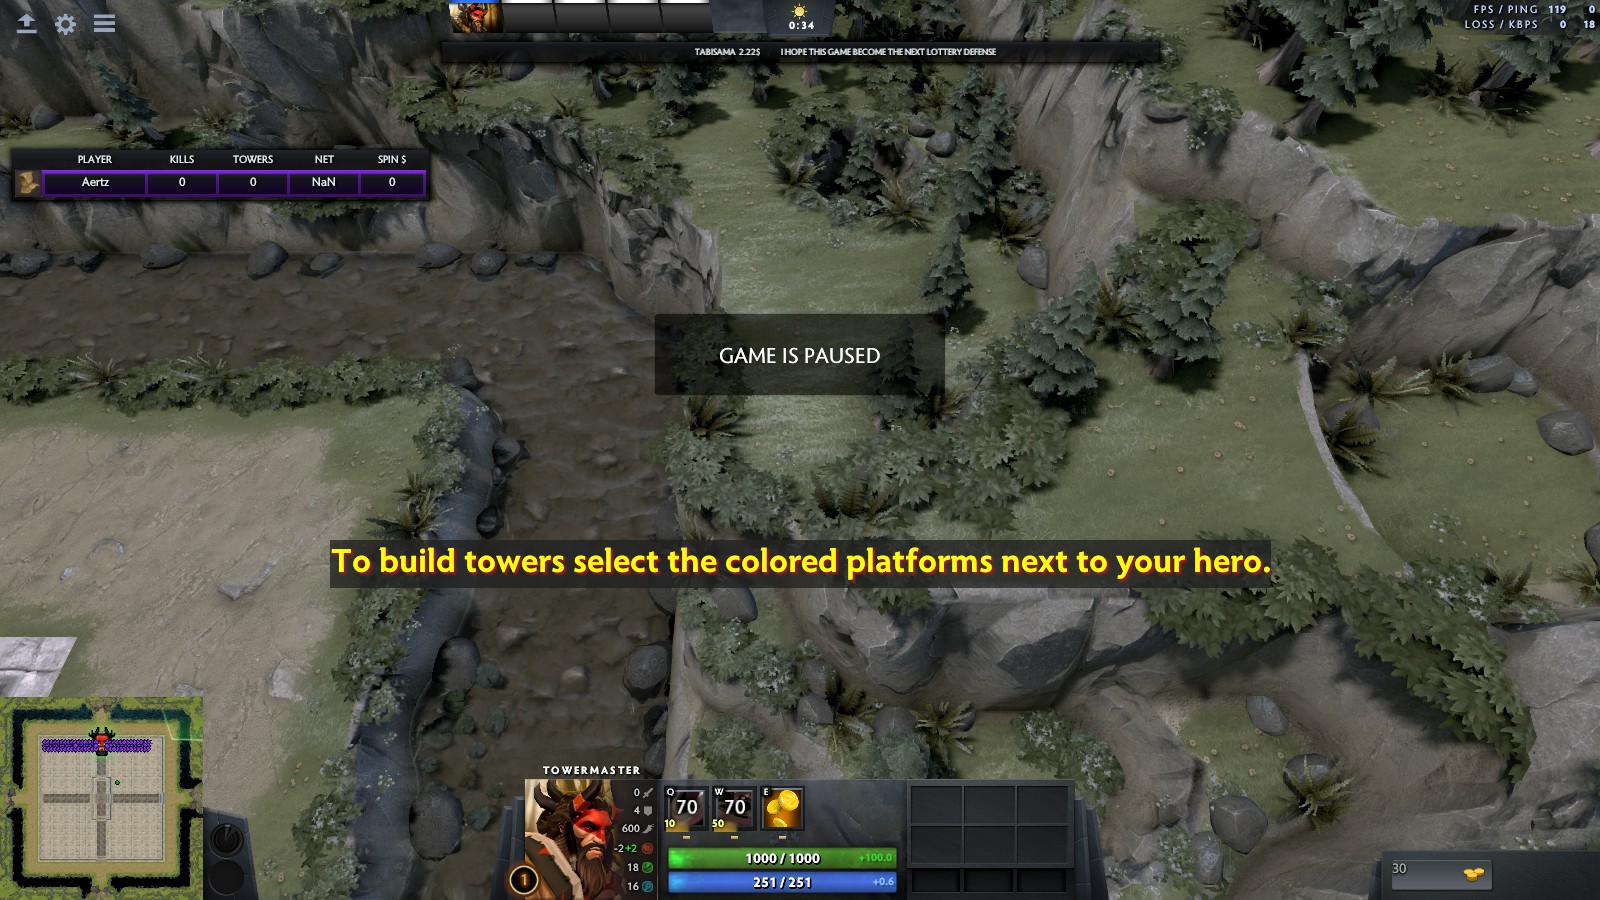 0:34
FPS / PING 119 0
LOSS / KBPS 0 18
TABISAMA 2.22$ I HOPE THIS GAME BECOME THE NEXT LOTTERY DEFENSE
PLAYER KILLS TOWERS NET SPIN $
Aertz 0 0 NaN 0
GAME IS PAUSED
To build towers select the colored platforms next to your hero.
TOWERMASTER
0
4
600
-2+2
18
16
1
Q 70 10
W 70 50
E
1000 / 1000 +100.0
251 / 251 +0.6
30